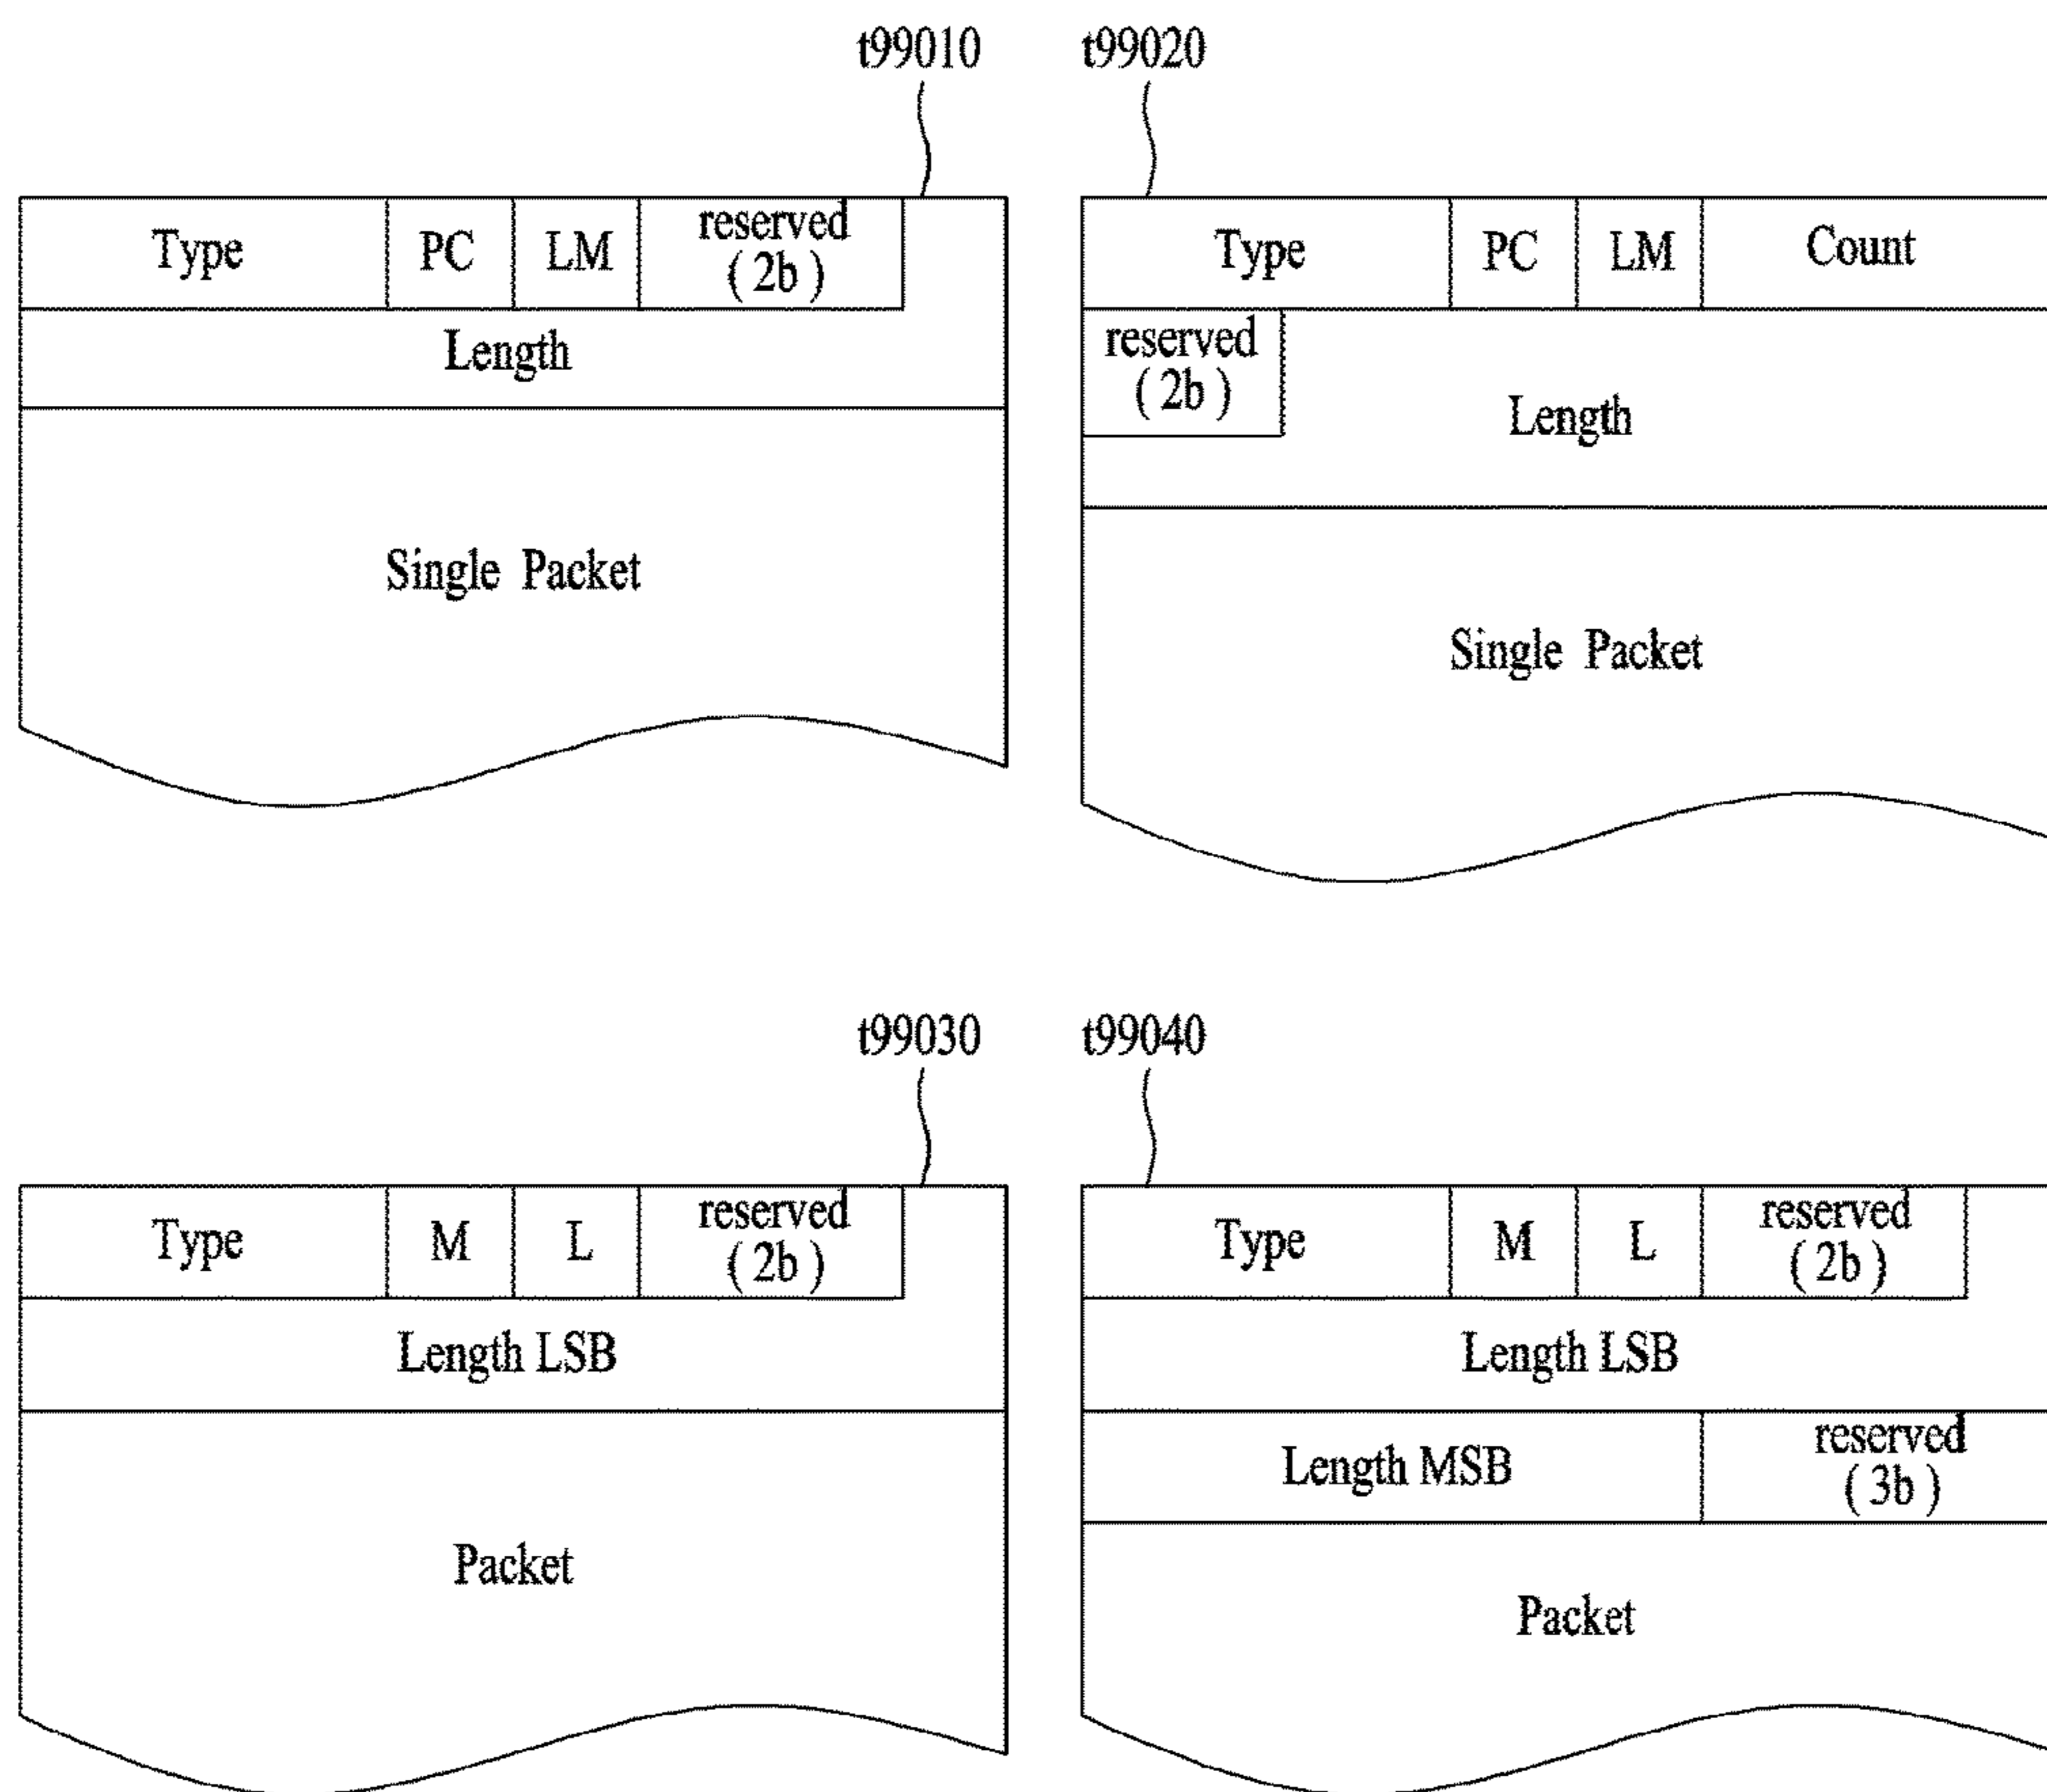 t99010
t99020
Type PC LM reserved
( 2b )
Length
Single Packet
Type PC LM Count
reserved
( 2b )
Length
Single Packet
t99030
t99040
Type M L reserved
( 2b )
Length LSB
Packet
Type M L reserved
( 2b )
Length LSB
Length MSB reserved
( 3b )
Packet